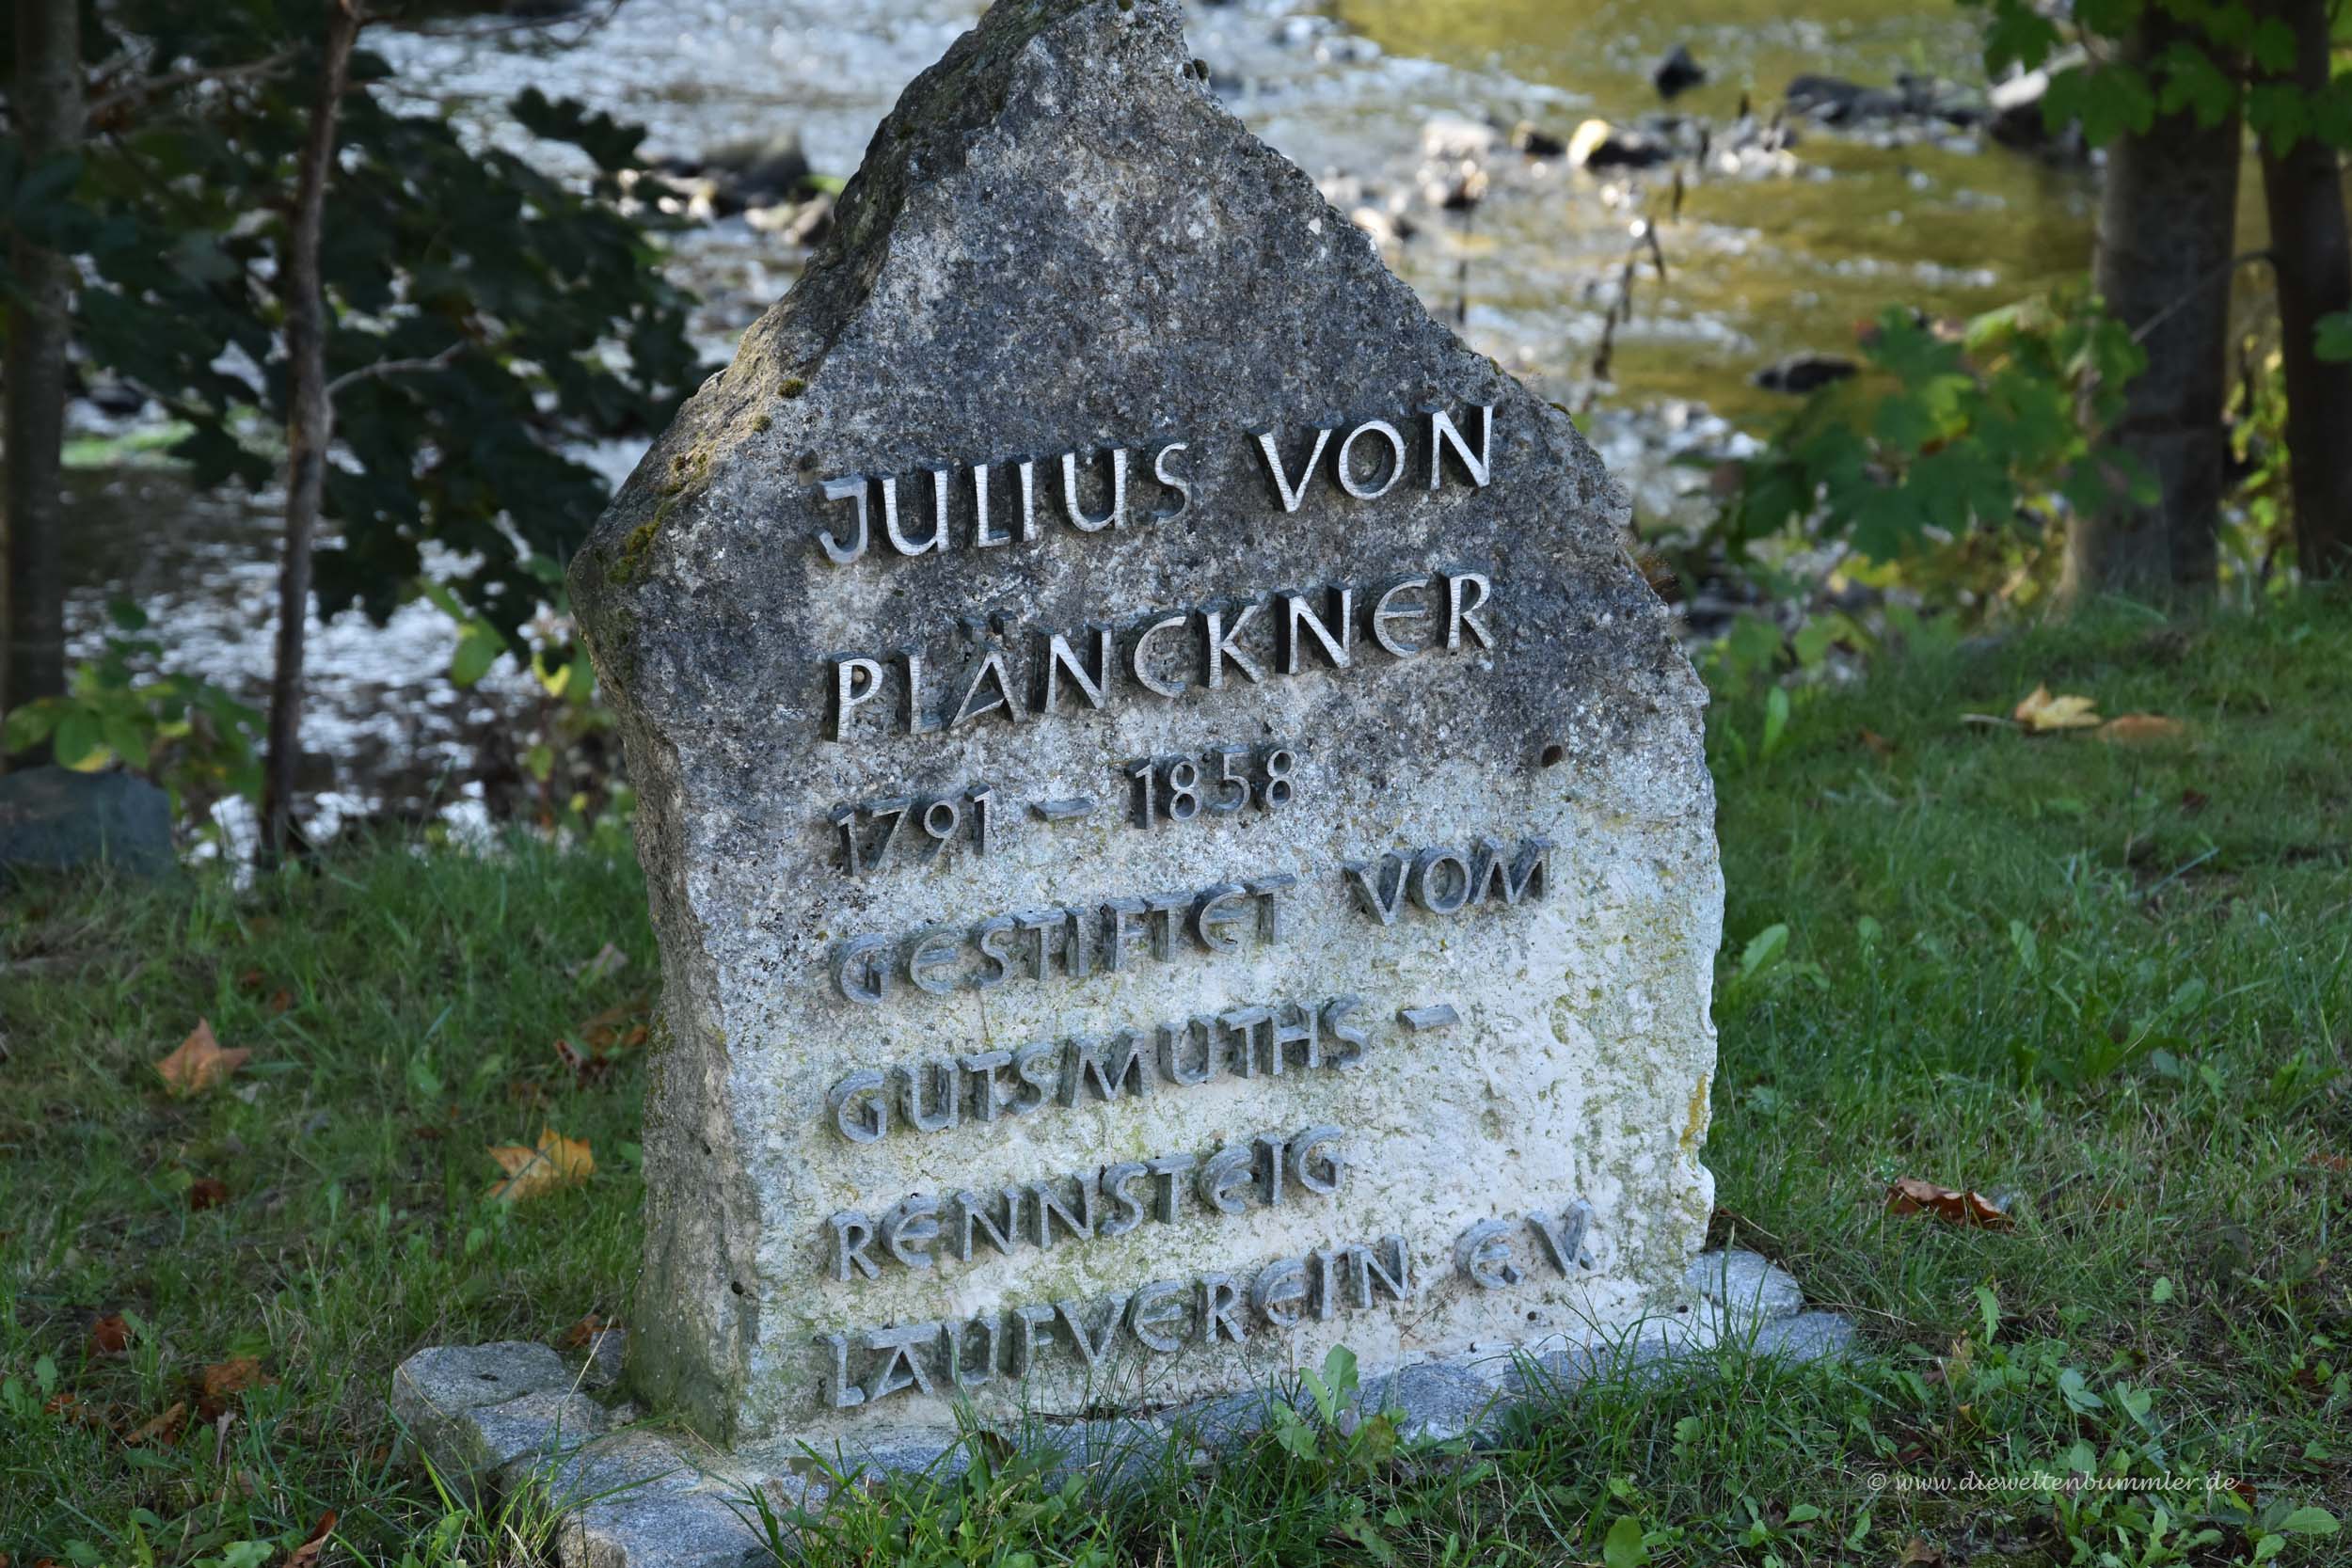 JULIUS VON
PLÄNCKNER
1791 – 1858
GESTIFTET VOM
GUTSMUTHS –
RENNSTEIG
LAUFVEREIN E.V.
© www.dieweltenbummler.de